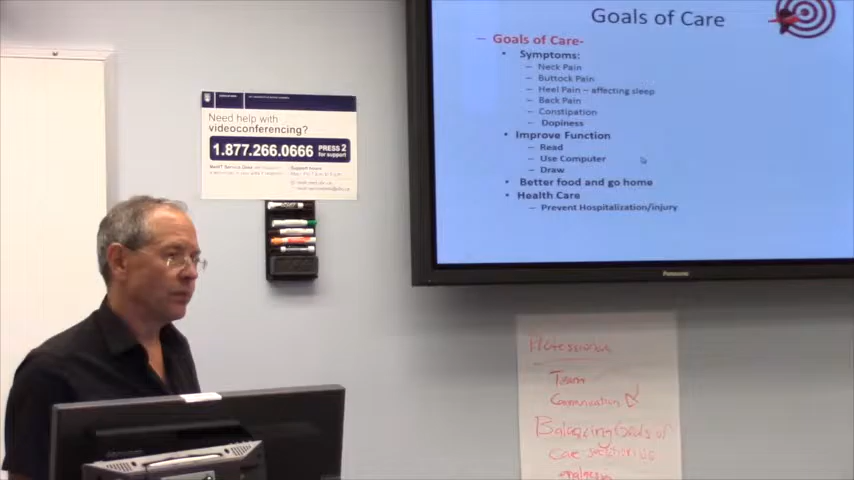 Goals of Care
– Goals of Care-
• Symptoms:
– Neck Pain
– Buttock Pain
– Heel Pain – affecting sleep
– Back Pain
– Constipation
– Dopiness
• Improve Function
– Read
– Use Computer
– Draw
• Better food and go home
• Health Care
– Prevent Hospitalization/injury
Need help with
videoconferencing?
1.877.266.0666 PRESS 2
for support
Panasonic
Professional
Team
Communication
Balancing Goals of
care